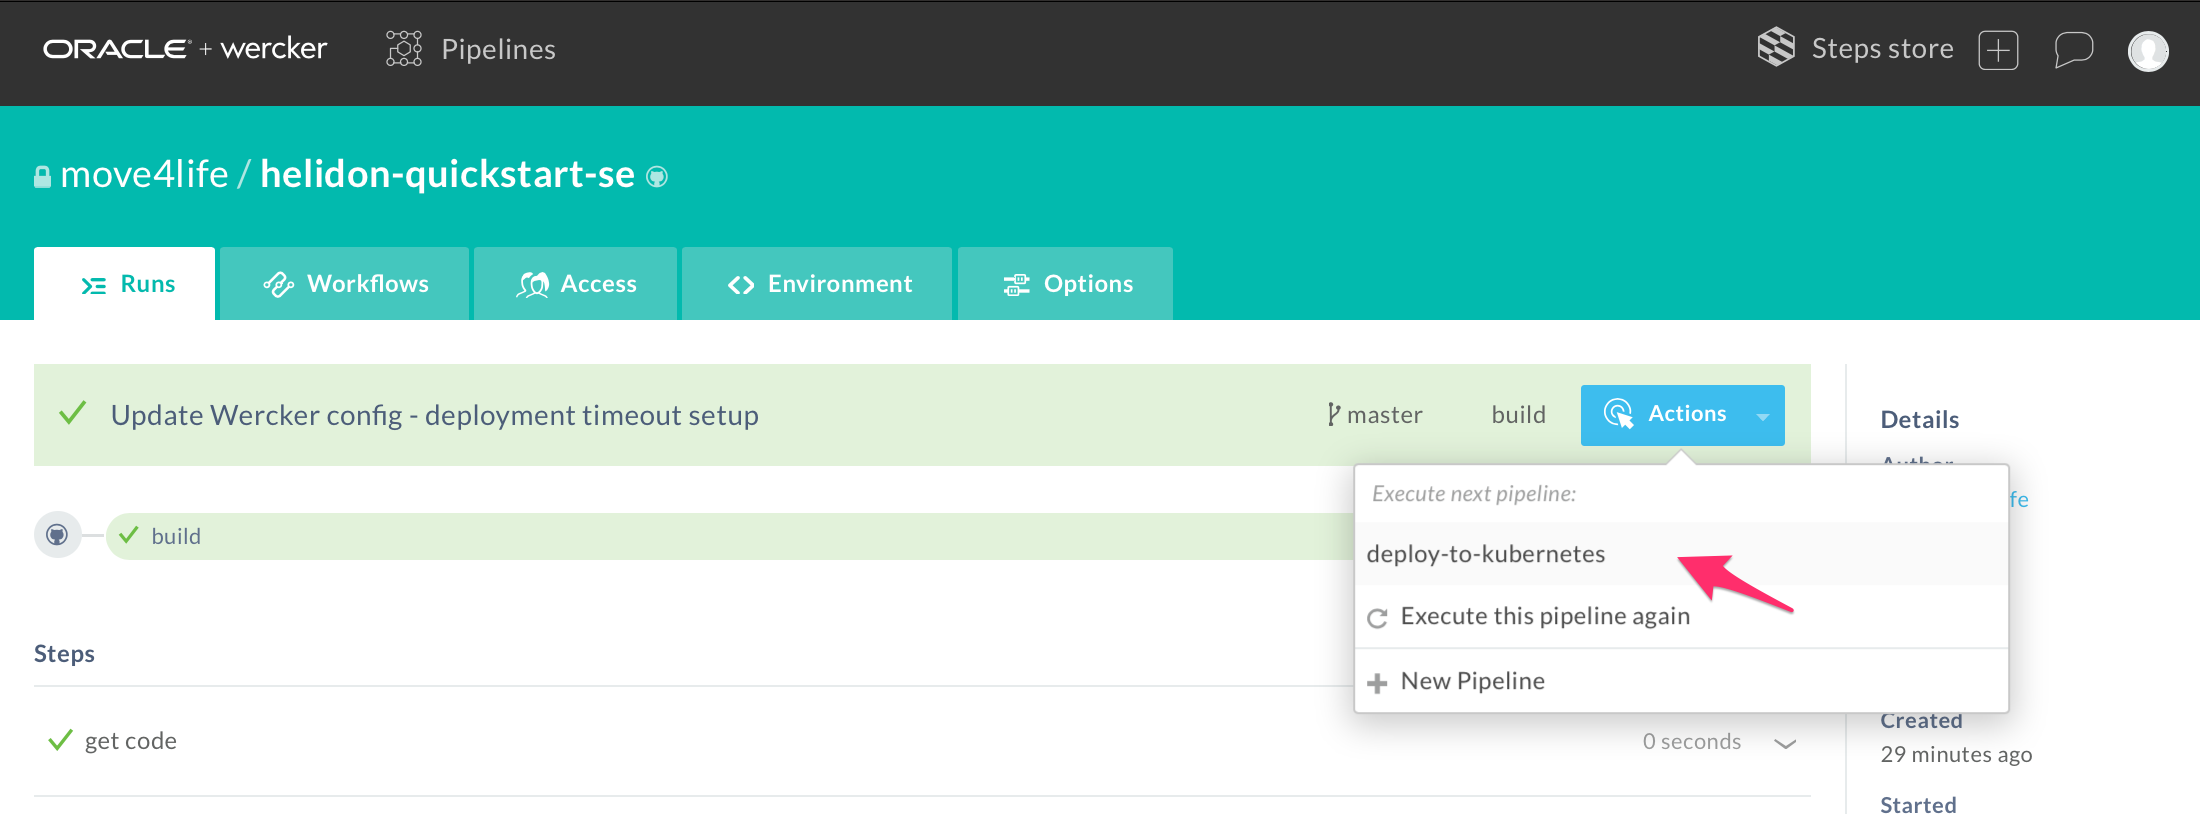 ORACLE + wercker
Pipelines
Steps store
move4life / helidon-quickstart-se
Runs
Workflows
Access
Environment
Options
Update Wercker config - deployment timeout setup
master
build
Actions
Execute next pipeline:
deploy-to-kubernetes
Execute this pipeline again
New Pipeline
build
Steps
get code
0 seconds
Details
Author
fe
Created
29 minutes ago
Started